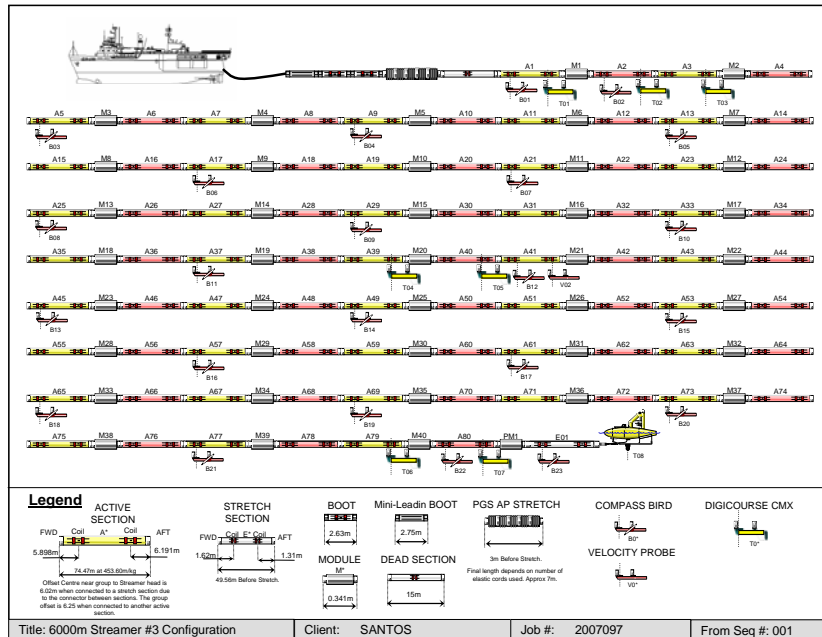 A1 M1 A2 A3 M2 A4
B01 T01 B02 T02 T03
A5 M3 A6 A7 M4 A8 A9 M5 A10 A11 M6 A12 A13 M7 A14
B03 B04 B05
A15 M8 A16 A17 M9 A18 A19 M10 A20 A21 M11 A22 A23 M12 A24
B06 B07
A25 M13 A26 A27 M14 A28 A29 M15 A30 A31 M16 A32 A33 M17 A34
B08 B09 B10
A35 M18 A36 A37 M19 A38 A39 M20 A40 A41 M21 A42 A43 M22 A44
B11 T04 T05 B12 V02
A45 M23 A46 A47 M24 A48 A49 M25 A50 A51 M26 A52 A53 M27 A54
B13 B14 B15
A55 M28 A56 A57 M29 A58 A59 M30 A60 A61 M31 A62 A63 M32 A64
B16 B17
A65 M33 A66 A67 M34 A68 A69 M35 A70 A71 M36 A72 A73 M37 A74
B18 B19 B20
A75 M38 A76 A77 M39 A78 A79 M40 A80 PM1 E01
B21 T06 B22 T07 B23 T08
Legend
ACTIVE
SECTION
FWD Coil A* Coil AFT
5.898m 6.191m
74.47m at 453.60m/kg
Offset Centre near group to Streamer head is
6.02m when connected to a stretch section due
to the connector between sections. The group
offset is 6.25 when connected to another active
section.
STRETCH
SECTION
FWD Coil E* Coil AFT
1.62m 1.31m
49.56m Before Stretch.
BOOT
2.63m
MODULE
M*
0.341m
Mini-Leadin BOOT
2.75m
DEAD SECTION
15m
PGS AP STRETCH
3m Before Stretch.
Final length depends on number of
elastic cords used. Approx 7m.
COMPASS BIRD
B0*
VELOCITY PROBE
V0*
DIGICOURSE CMX
T0*
Title: 6000m Streamer #3 Configuration Client: SANTOS Job #: 2007097 From Seq #: 001